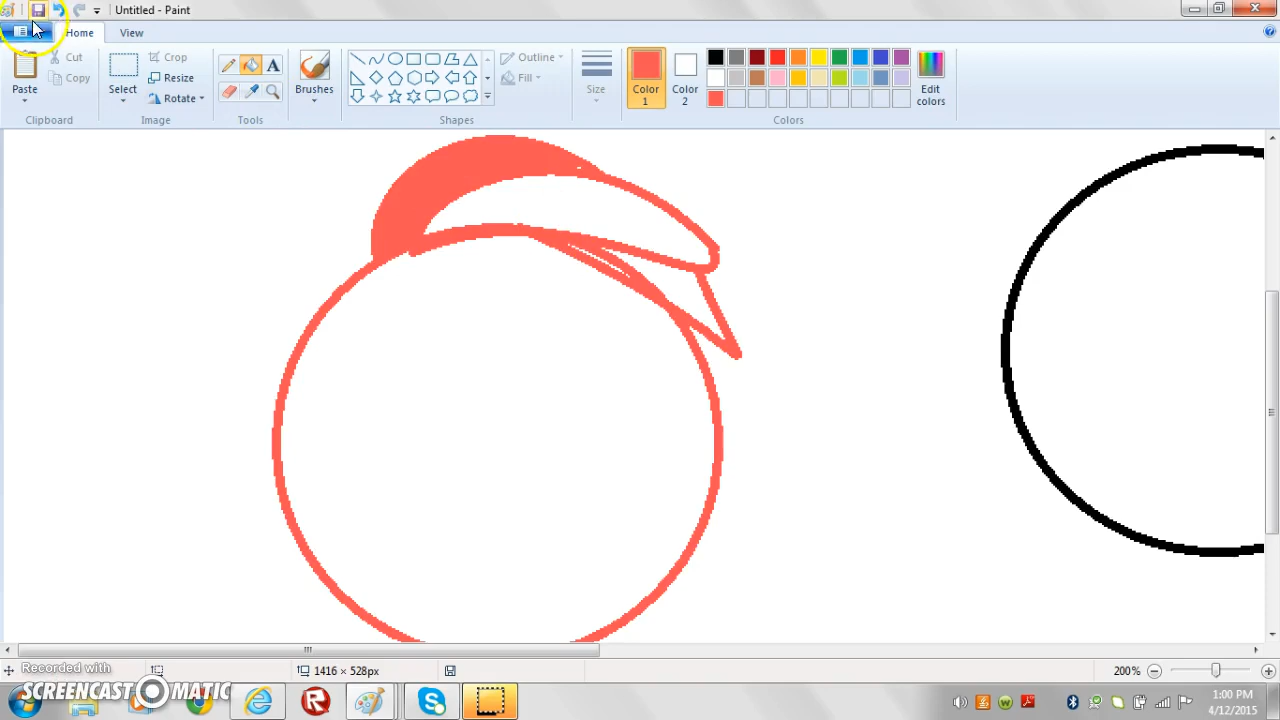 Untitled - Paint
Home View
Paste
Cut
Copy
Select
Crop
Resize
Rotate
A
Brushes
Outline
Fill
Size
Color 1
Color 2
Edit colors
Clipboard Image Tools Shapes Colors
1416 × 528px
200%
Recorded with
SCREENCAST MATIC
1:00 PM
4/12/2015